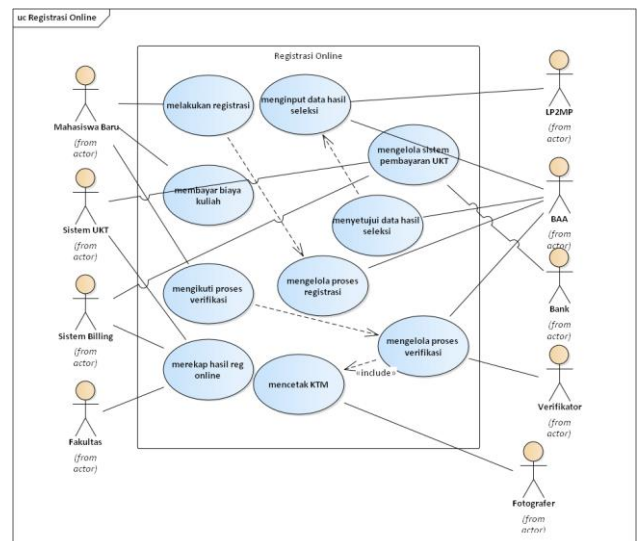 uc Registrasi Online
Registrasi Online
melakukan registrasi
menginput data hasil
seleksi
mengelola sistem
pembayaran UKT
membayar biaya
kuliah
menyetujui data hasil
seleksi
mengikuti proses
verifikasi
mengelola proses
registrasi
mengelola proses
verifikasi
merekap hasil reg
online
mencetak KTM
«include»
Mahasiswa Baru
(from
actor)
Sistem UKT
(from
actor)
Sistem Billing
(from
actor)
Fakultas
(from
actor)
LP2MP
(from
actor)
BAA
(from
actor)
Bank
(from
actor)
Verifikator
(from
actor)
Fotografer
(from
actor)